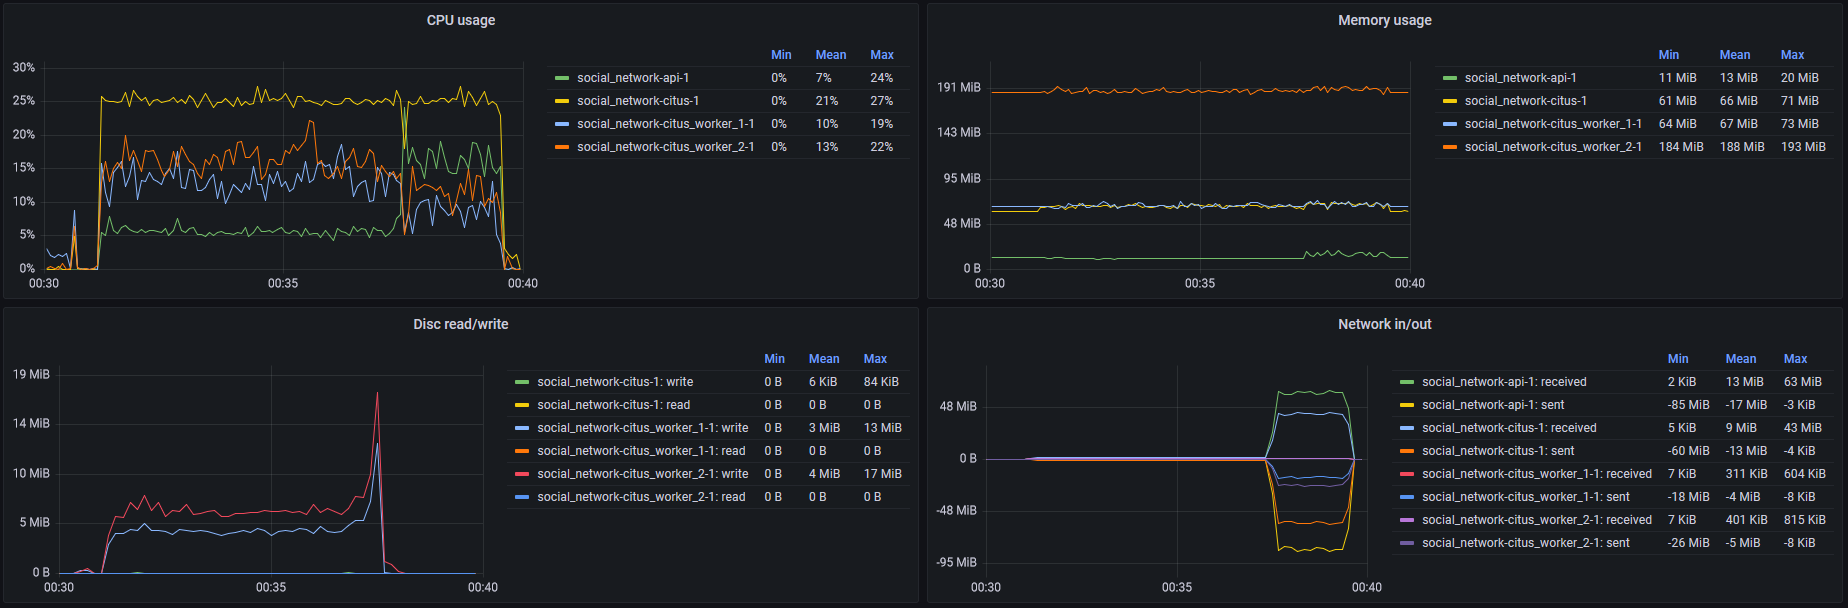 CPU usage
Min Mean Max
30%
25%
20%
15%
10%
5%
0%
00:30 00:35 00:40
social_network-api-1 0% 7% 24%
social_network-citus-1 0% 21% 27%
social_network-citus_worker_1-1 0% 10% 19%
social_network-citus_worker_2-1 0% 13% 22%
Memory usage
Min Mean Max
191 MiB
143 MiB
95 MiB
48 MiB
0 B
00:30 00:35 00:40
social_network-api-1 11 MiB 13 MiB 20 MiB
social_network-citus-1 61 MiB 66 MiB 71 MiB
social_network-citus_worker_1-1 64 MiB 67 MiB 73 MiB
social_network-citus_worker_2-1 184 MiB 188 MiB 193 MiB
Disc read/write
Min Mean Max
19 MiB
14 MiB
10 MiB
5 MiB
0 B
00:30 00:35 00:40
social_network-citus-1: write 0 B 6 KiB 84 KiB
social_network-citus-1: read 0 B 0 B 0 B
social_network-citus_worker_1-1: write 0 B 3 MiB 13 MiB
social_network-citus_worker_1-1: read 0 B 0 B 0 B
social_network-citus_worker_2-1: write 0 B 4 MiB 17 MiB
social_network-citus_worker_2-1: read 0 B 0 B 0 B
Network in/out
Min Mean Max
48 MiB
0 B
-48 MiB
-95 MiB
00:30 00:35 00:40
social_network-api-1: received 2 KiB 13 MiB 63 MiB
social_network-api-1: sent -85 MiB -17 MiB -3 KiB
social_network-citus-1: received 5 KiB 9 MiB 43 MiB
social_network-citus-1: sent -60 MiB -13 MiB -4 KiB
social_network-citus_worker_1-1: received 7 KiB 311 KiB 604 KiB
social_network-citus_worker_1-1: sent -18 MiB -4 MiB -8 KiB
social_network-citus_worker_2-1: received 7 KiB 401 KiB 815 KiB
social_network-citus_worker_2-1: sent -26 MiB -5 MiB -8 KiB